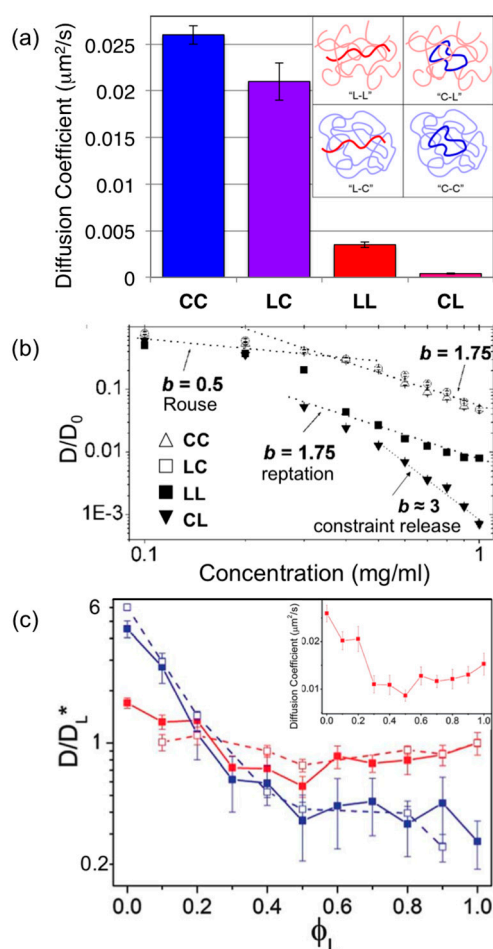 (a)
Diffusion Coefficient (μm²/s)
0.025
0.02
0.015
0.01
0.005
0
"L-L"
"C-L"
"L-C"
"C-C"
CC
LC
LL
CL
(b)
D/D₀
0.1
0.01
1E-3
b = 0.5
Rouse
b = 1.75
b = 1.75
reptation
b ≈ 3
constraint release
CC
LC
LL
CL
0.1
1
Concentration (mg/ml)
(c)
D/D_L*
6
1
0.2
Diffusion Coefficient (μm²/s)
0.02
0.01
0.0 0.2 0.4 0.6 0.8 1.0
0.0 0.2 0.4 0.6 0.8 1.0
ϕ_L